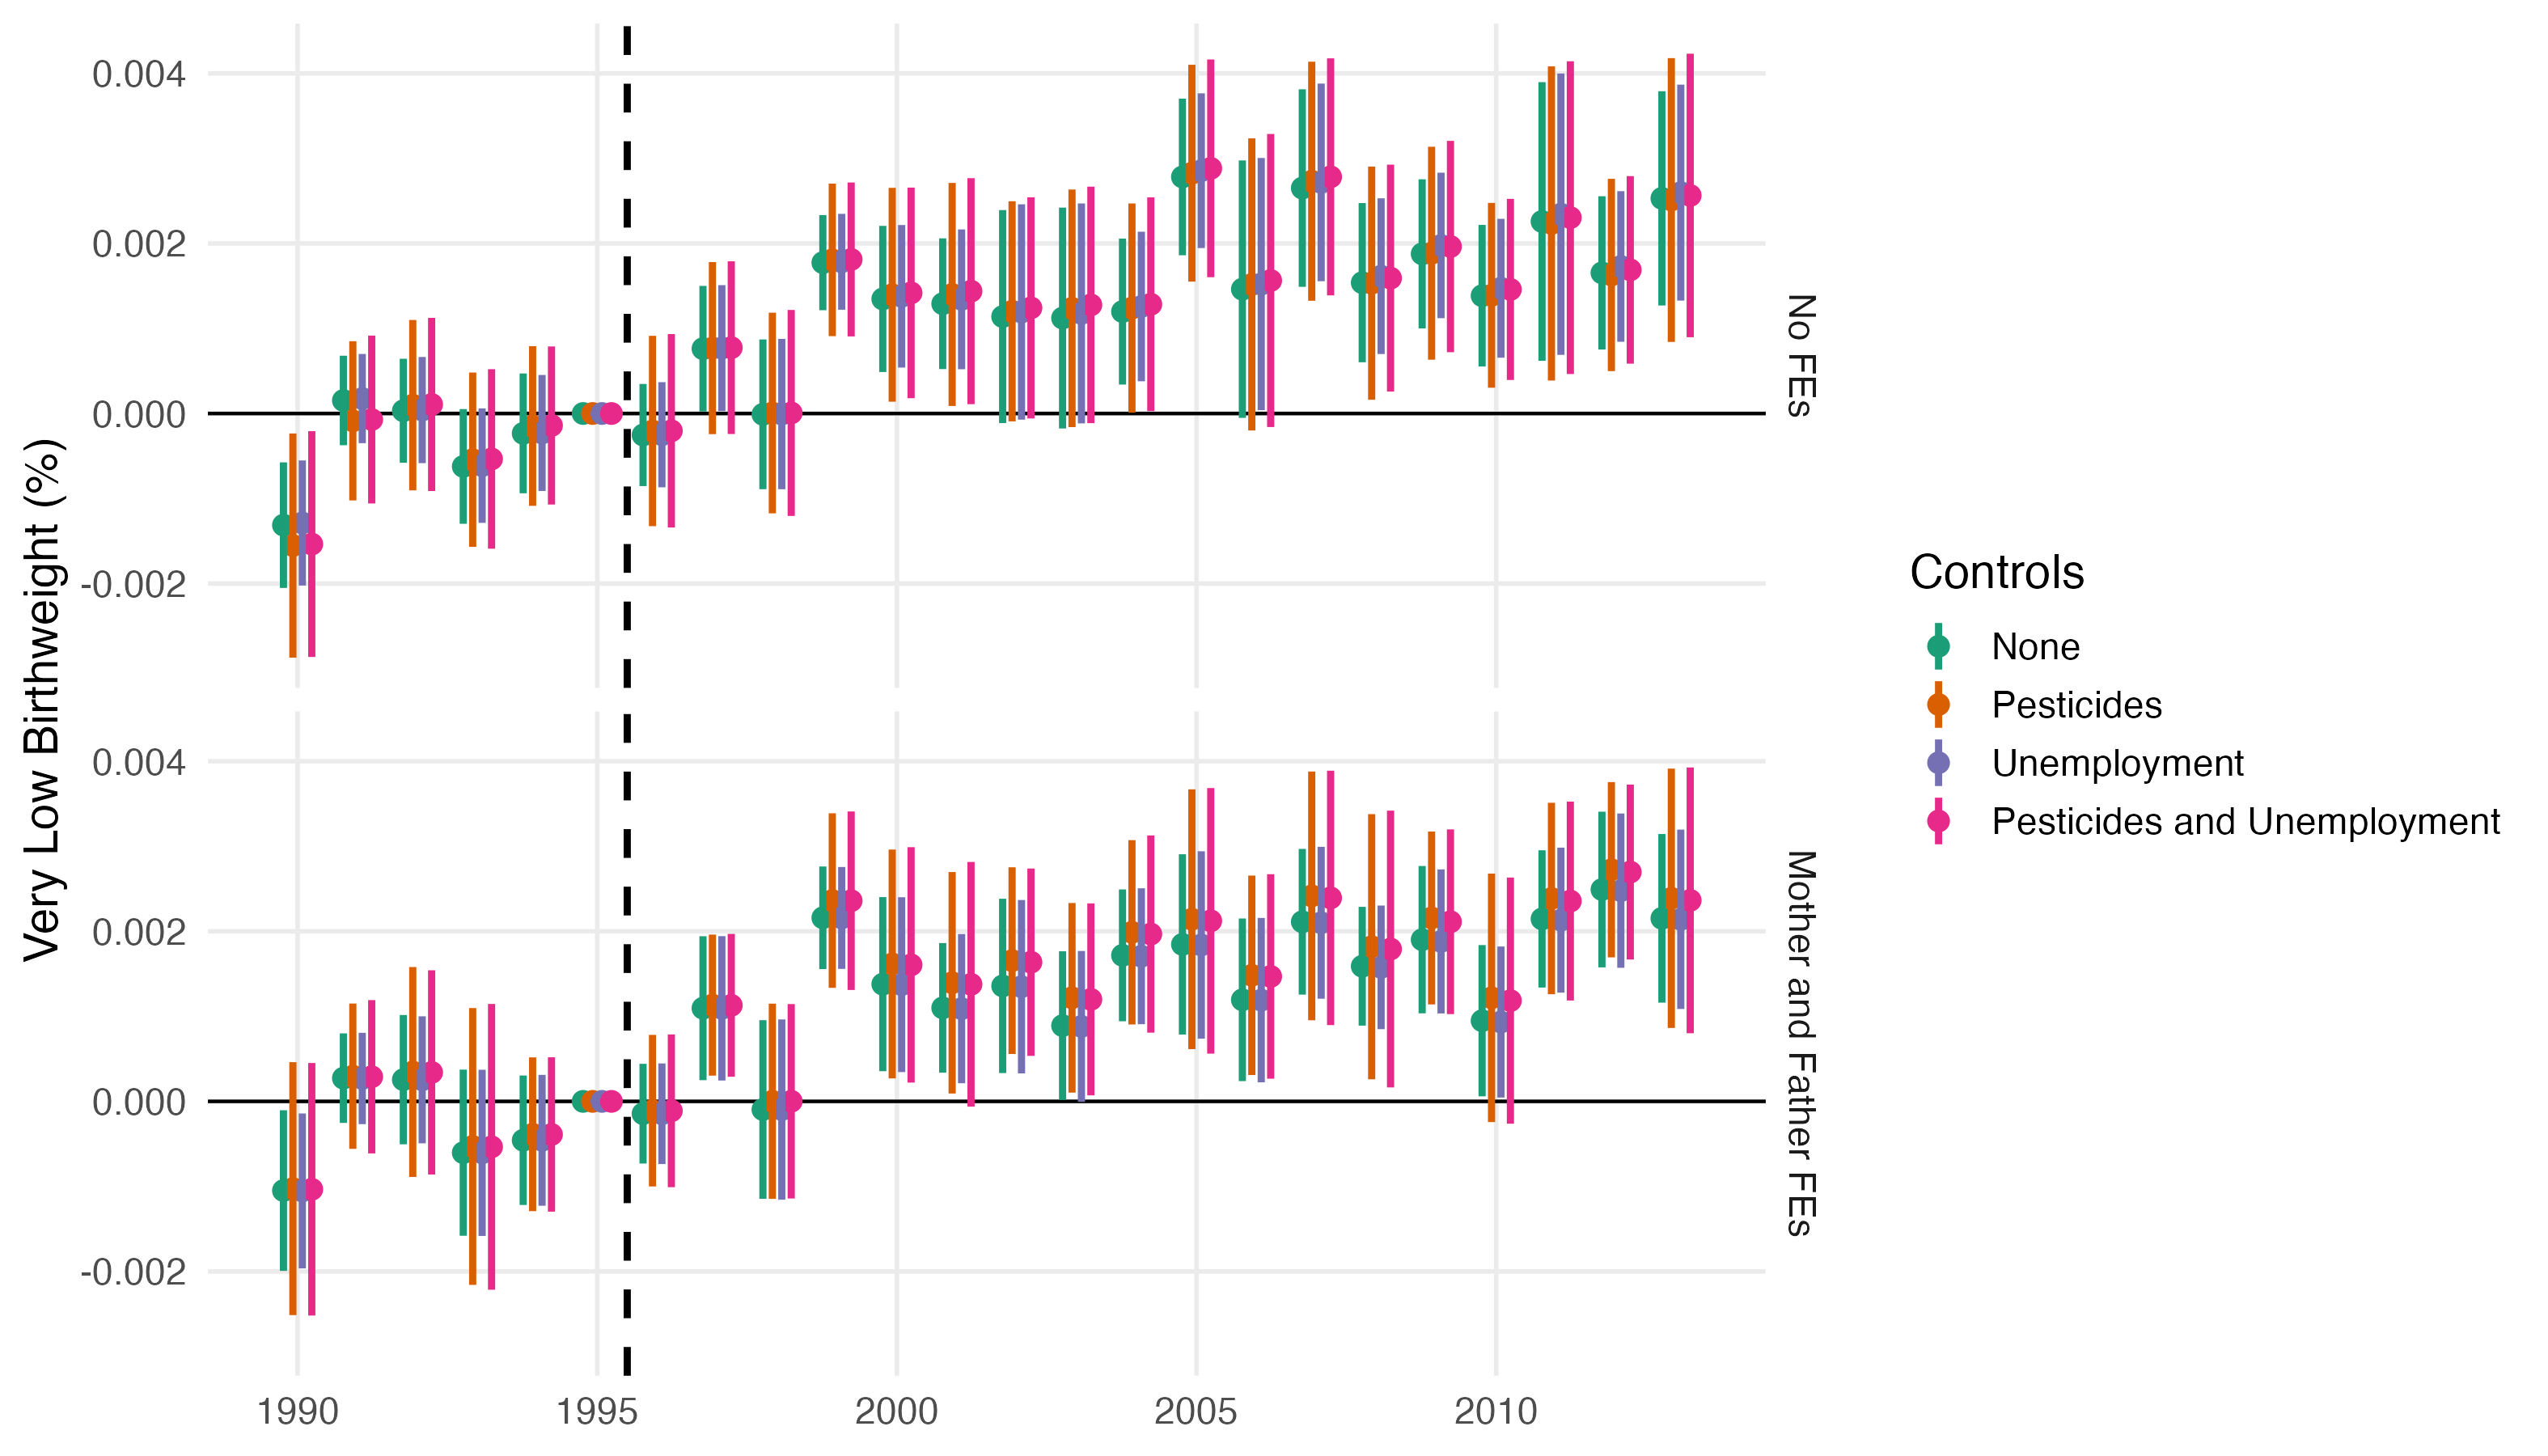 Very Low Birthweight (%)
0.004
0.002
0.000
-0.002
No FEs
0.004
0.002
0.000
-0.002
Mother and Father FEs
1990 1995 2000 2005 2010
Controls
None
Pesticides
Unemployment
Pesticides and Unemployment